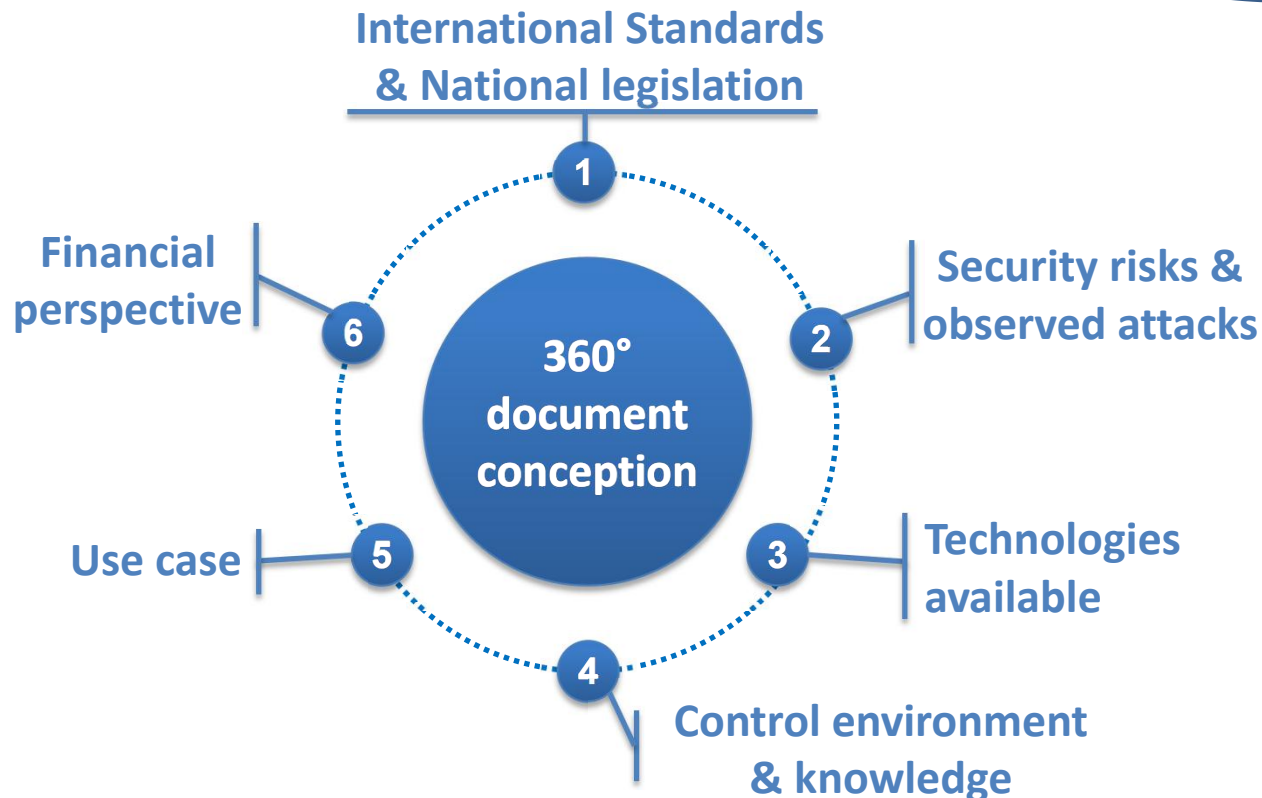 International Standards
& National legislation
1
Security risks &
observed attacks
2
Technologies
available
3
Control environment
& knowledge
4
Use case
5
Financial
perspective
6
360°
document
conception